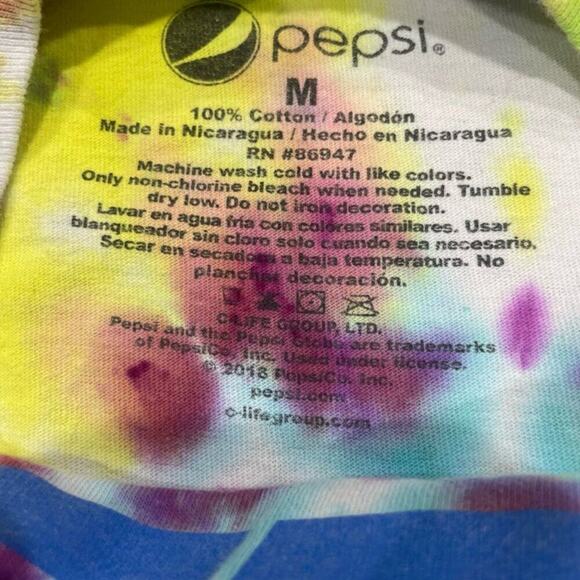 pepsi®
M
100% Cotton / Algodón
Made in Nicaragua / Hecho en Nicaragua
RN #86947
Machine wash cold with like colors.
Only non-chlorine bleach when needed. Tumble
dry low. Do not iron decoration.
Lavar en agua fría con colores similares. Usar
blanqueador sin cloro solo cuando sea necesario.
Secar en secadora a baja temperatura. No
planchar decoración.
C-LIFE GROUP, LTD.
Pepsi and the Pepsi Globe are trademarks
of PepsiCo, Inc. Used under license.
© 2018 PepsiCo, Inc.
pepsi.com
c-lifegroup.com